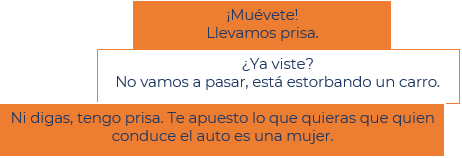 ¡Muévete!
Llevamos prisa.
¿Ya viste?
No vamos a pasar, está estorbando un carro.
Ni digas, tengo prisa. Te apuesto lo que quieras que quien
conduce el auto es una mujer.